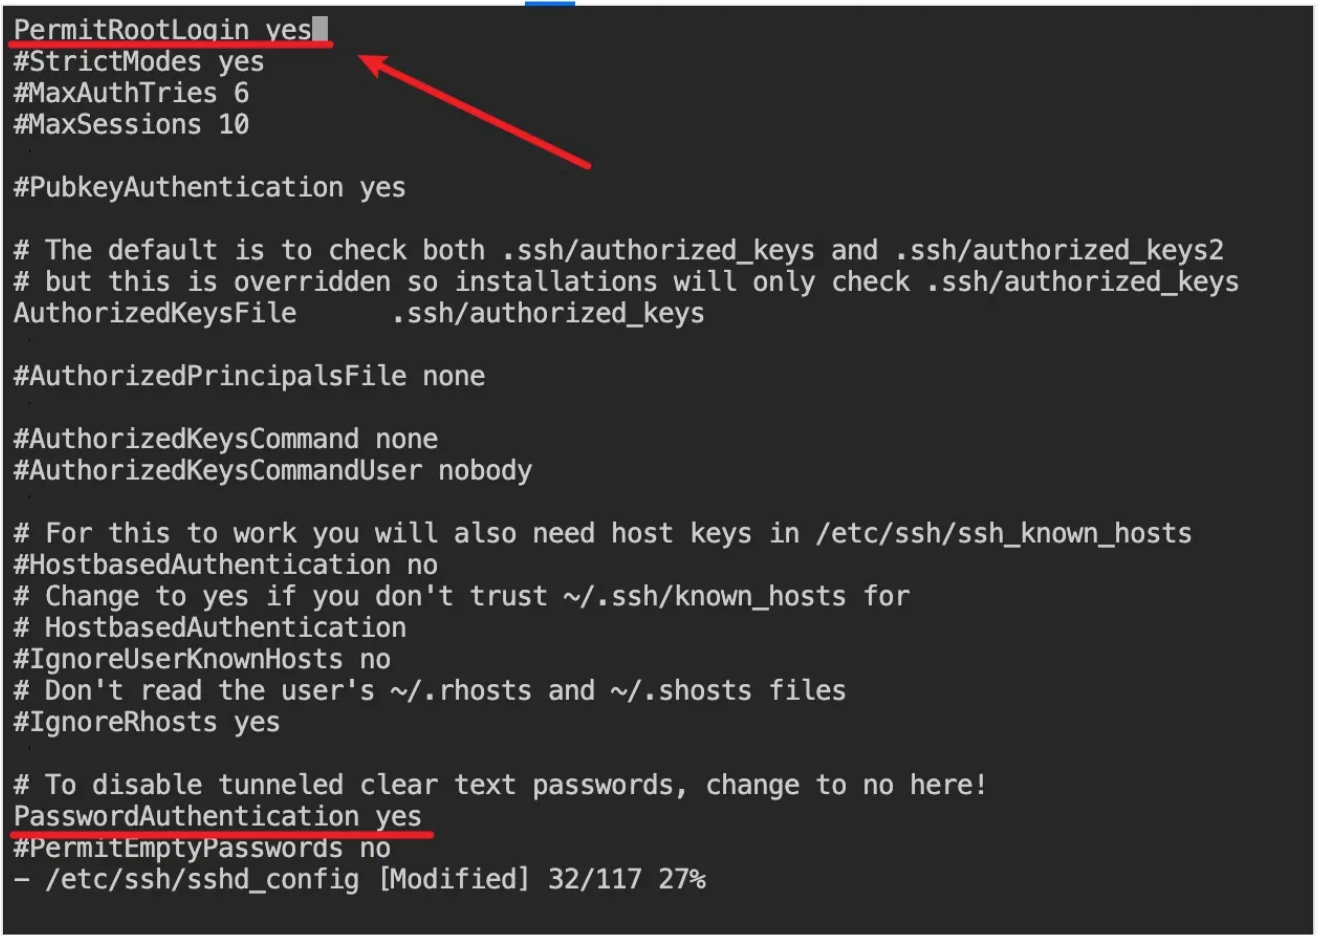 PermitRootLogin yes
#StrictModes yes
#MaxAuthTries 6
#MaxSessions 10
#PubkeyAuthentication yes
# The default is to check both .ssh/authorized_keys and .ssh/authorized_keys2
# but this is overridden so installations will only check .ssh/authorized_keys
AuthorizedKeysFile      .ssh/authorized_keys
#AuthorizedPrincipalsFile none
#AuthorizedKeysCommand none
#AuthorizedKeysCommandUser nobody
# For this to work you will also need host keys in /etc/ssh/ssh_known_hosts
#HostbasedAuthentication no
# Change to yes if you don't trust ~/.ssh/known_hosts for
# HostbasedAuthentication
#IgnoreUserKnownHosts no
# Don't read the user's ~/.rhosts and ~/.shosts files
#IgnoreRhosts yes
# To disable tunneled clear text passwords, change to no here!
PasswordAuthentication yes
#PermitEmptyPasswords no
- /etc/ssh/sshd_config [Modified] 32/117 27%